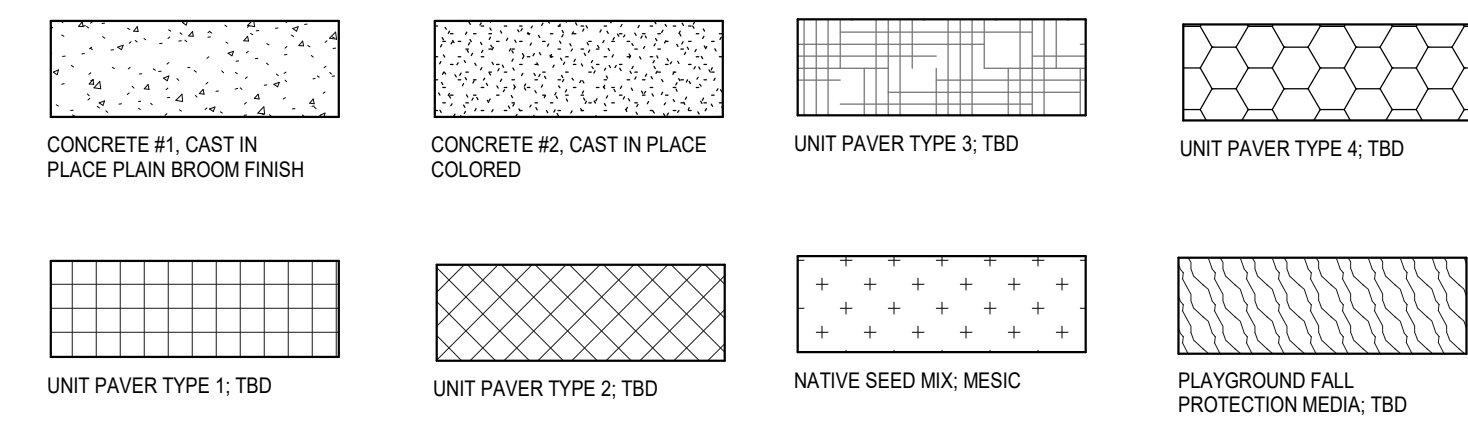 CONCRETE #1, CAST IN
PLACE PLAIN BROOM FINISH
CONCRETE #2, CAST IN PLACE
COLORED
UNIT PAVER TYPE 3; TBD
UNIT PAVER TYPE 4; TBD
UNIT PAVER TYPE 1; TBD
UNIT PAVER TYPE 2; TBD
NATIVE SEED MIX; MESIC
PLAYGROUND FALL
PROTECTION MEDIA; TBD